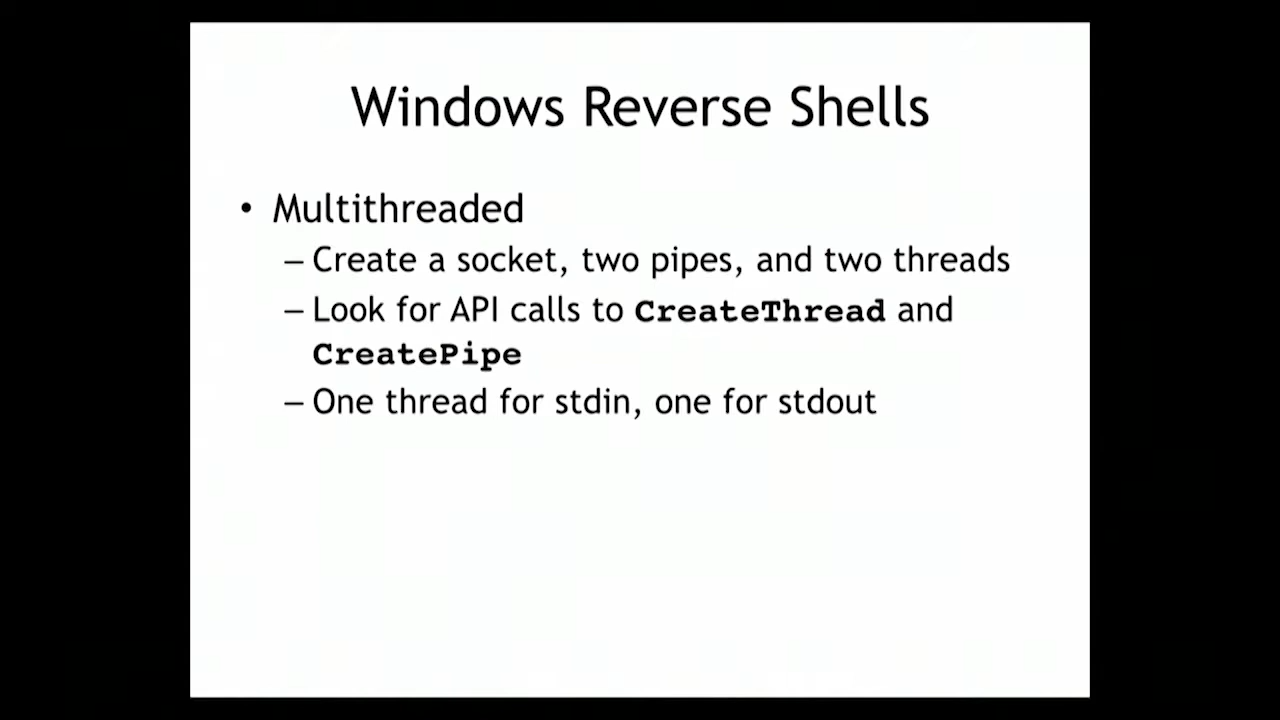 Windows Reverse Shells
• Multithreaded
– Create a socket, two pipes, and two threads
– Look for API calls to CreateThread and
CreatePipe
– One thread for stdin, one for stdout